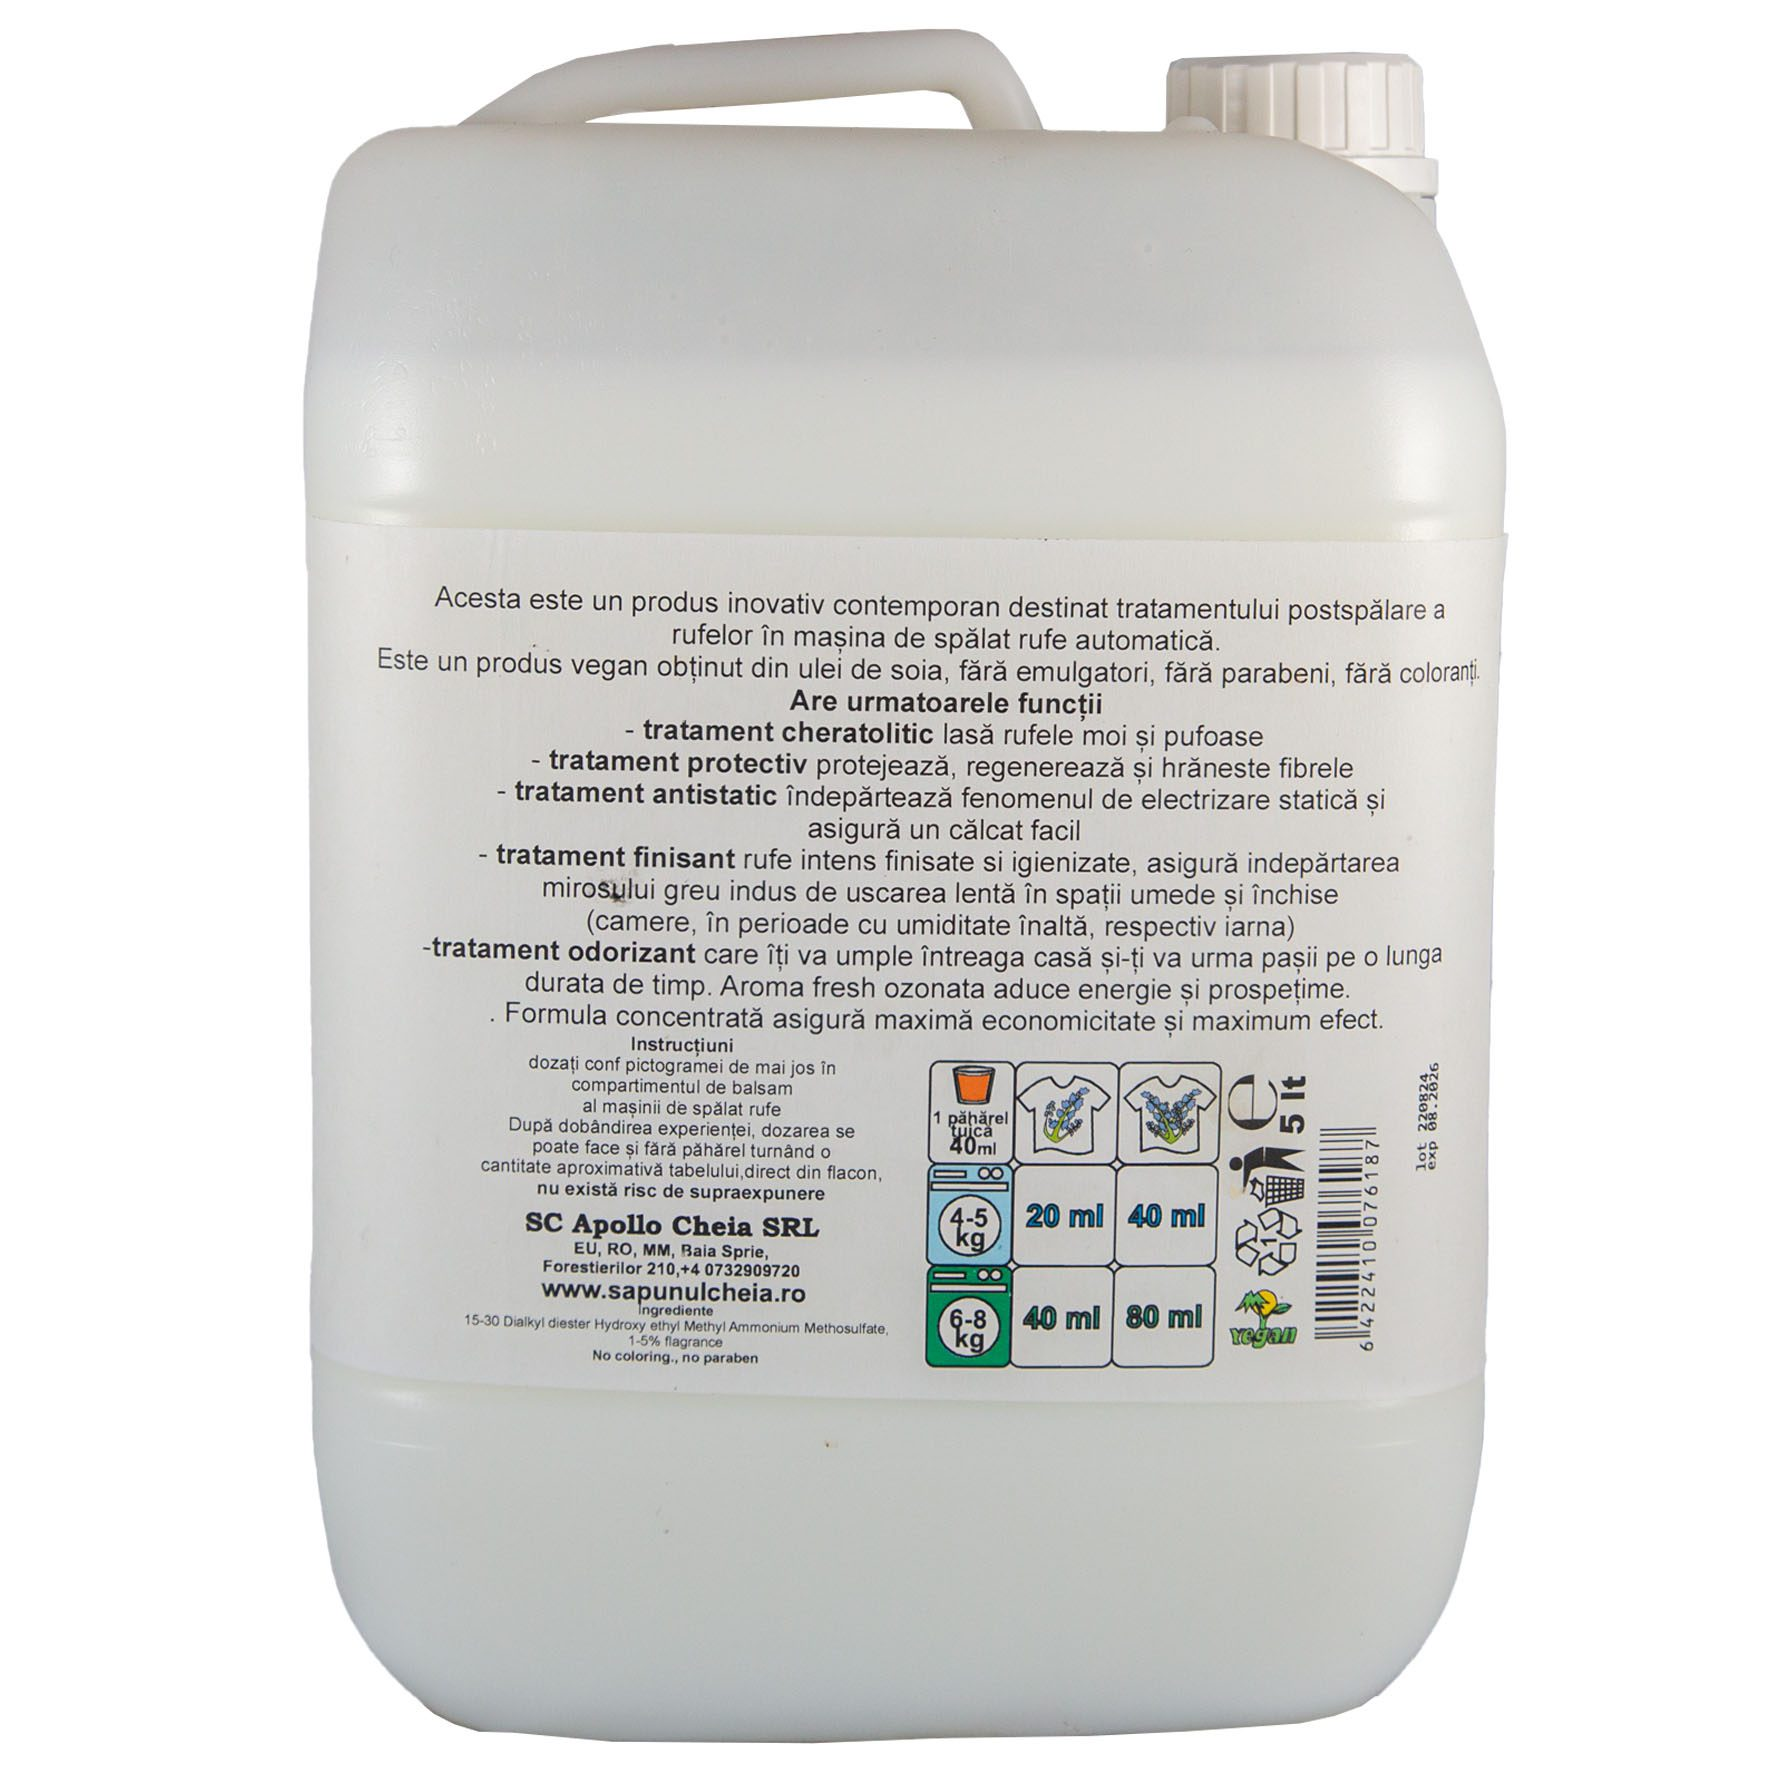 Acesta este un produs inovativ contemporan destinat tratamentului postspălare a
rufelor în mașina de spălat rufe automatică.
Este un produs vegan obținut din ulei de soia, fără emulgatori, fără parabeni, fără coloranți.
Are urmatoarele funcții
- tratament cheratolitic lasă rufele moi și pufoase
- tratament protectiv protejează, regenerează și hrăneste fibrele
- tratament antistatic îndepărtează fenomenul de electrizare statică și
asigură un călcat facil
- tratament finisant rufe intens finisate si igienizate, asigură indepărtarea
mirosului greu indus de uscarea lentă în spații umede și închise
(camere, în perioade cu umiditate înaltă, respectiv iarna)
-tratament odorizant care îți va umple întreaga casă și-ți va urma pașii pe o lunga
durata de timp. Aroma fresh ozonata aduce energie și prospețime.
. Formula concentrată asigură maximă economicitate și maximum efect.
Instrucțiuni
dozați conf pictogramei de mai jos în
compartimentul de balsam
al mașinii de spălat rufe
După dobândirea experienței, dozarea se
poate face și fără păhărel turnând o
cantitate aproximativă tabelului,direct din flacon,
nu există risc de supraexpunere
SC Apollo Cheia SRL
EU, RO, MM, Baia Sprie,
Forestierilor 210,+4 0732909720
www.sapunulcheia.ro
Ingrediente
15-30 Dialkyl diester Hydroxy ethyl Methyl Ammonium Methosulfate,
1-5% flagrance
No coloring., no paraben
1 păhărel
țuică
40ml
4-5
kg
20 ml
40 ml
6-8
kg
40 ml
80 ml
e
5 lt
1
vegan
6422410076187
lot 220824
exp 08.2026